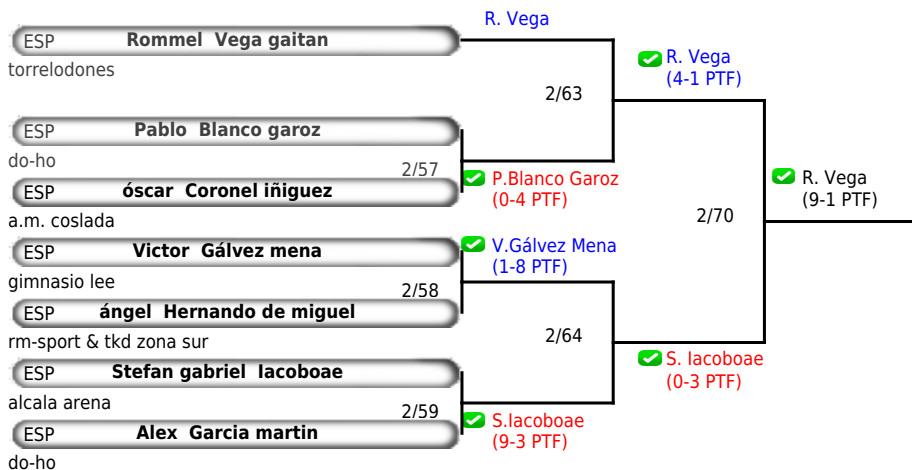 R. Vega
ESP Rommel Vega gaitan
torrelodones
R. Vega
(4-1 PTF)
2/63
ESP Pablo Blanco garoz
do-ho
2/57
P.Blanco Garoz
(0-4 PTF)
ESP óscar Coronel iñiguez
a.m. coslada
R. Vega
(9-1 PTF)
2/70
ESP Victor Gálvez mena
gimnasio lee
V.Gálvez Mena
(1-8 PTF)
2/58
ESP ángel Hernando de miguel
rm-sport & tkd zona sur
2/64
S. Iacoboae
(0-3 PTF)
ESP Stefan gabriel Iacoboae
alcala arena
2/59
S.Iacoboae
(9-3 PTF)
ESP Alex Garcia martin
do-ho